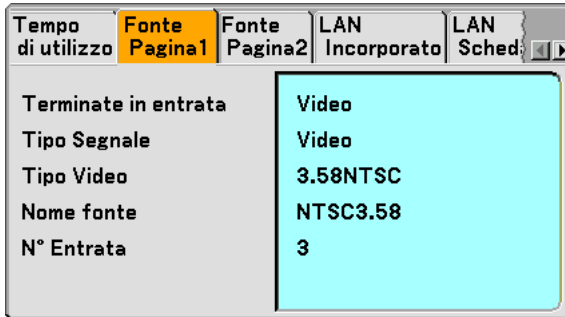 Tempo di utilizzo
Fonte Pagina1
Fonte Pagina2
LAN Incorporato
LAN
Terminate in entrata Video
Tipo Segnale Video
Tipo Video 3.58NTSC
Nome fonte NTSC3.58
N° Entrata 3